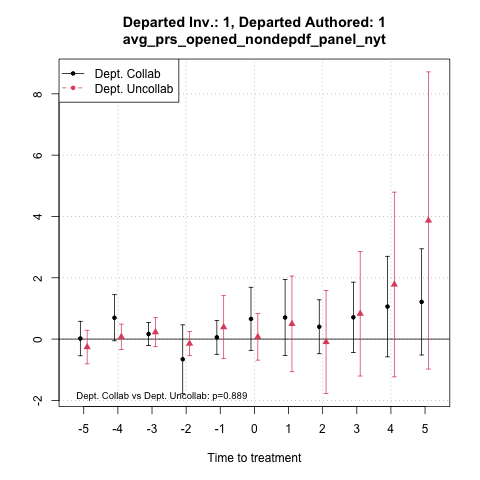 Departed Inv.: 1, Departed Authored: 1
avg_prs_opened_nondepdf_panel_nyt
Dept. Collab
Dept. Uncollab
8
6
4
2
0
-2
Dept. Collab vs Dept. Uncollab: p=0.889
-5 -4 -3 -2 -1 0 1 2 3 4 5
Time to treatment